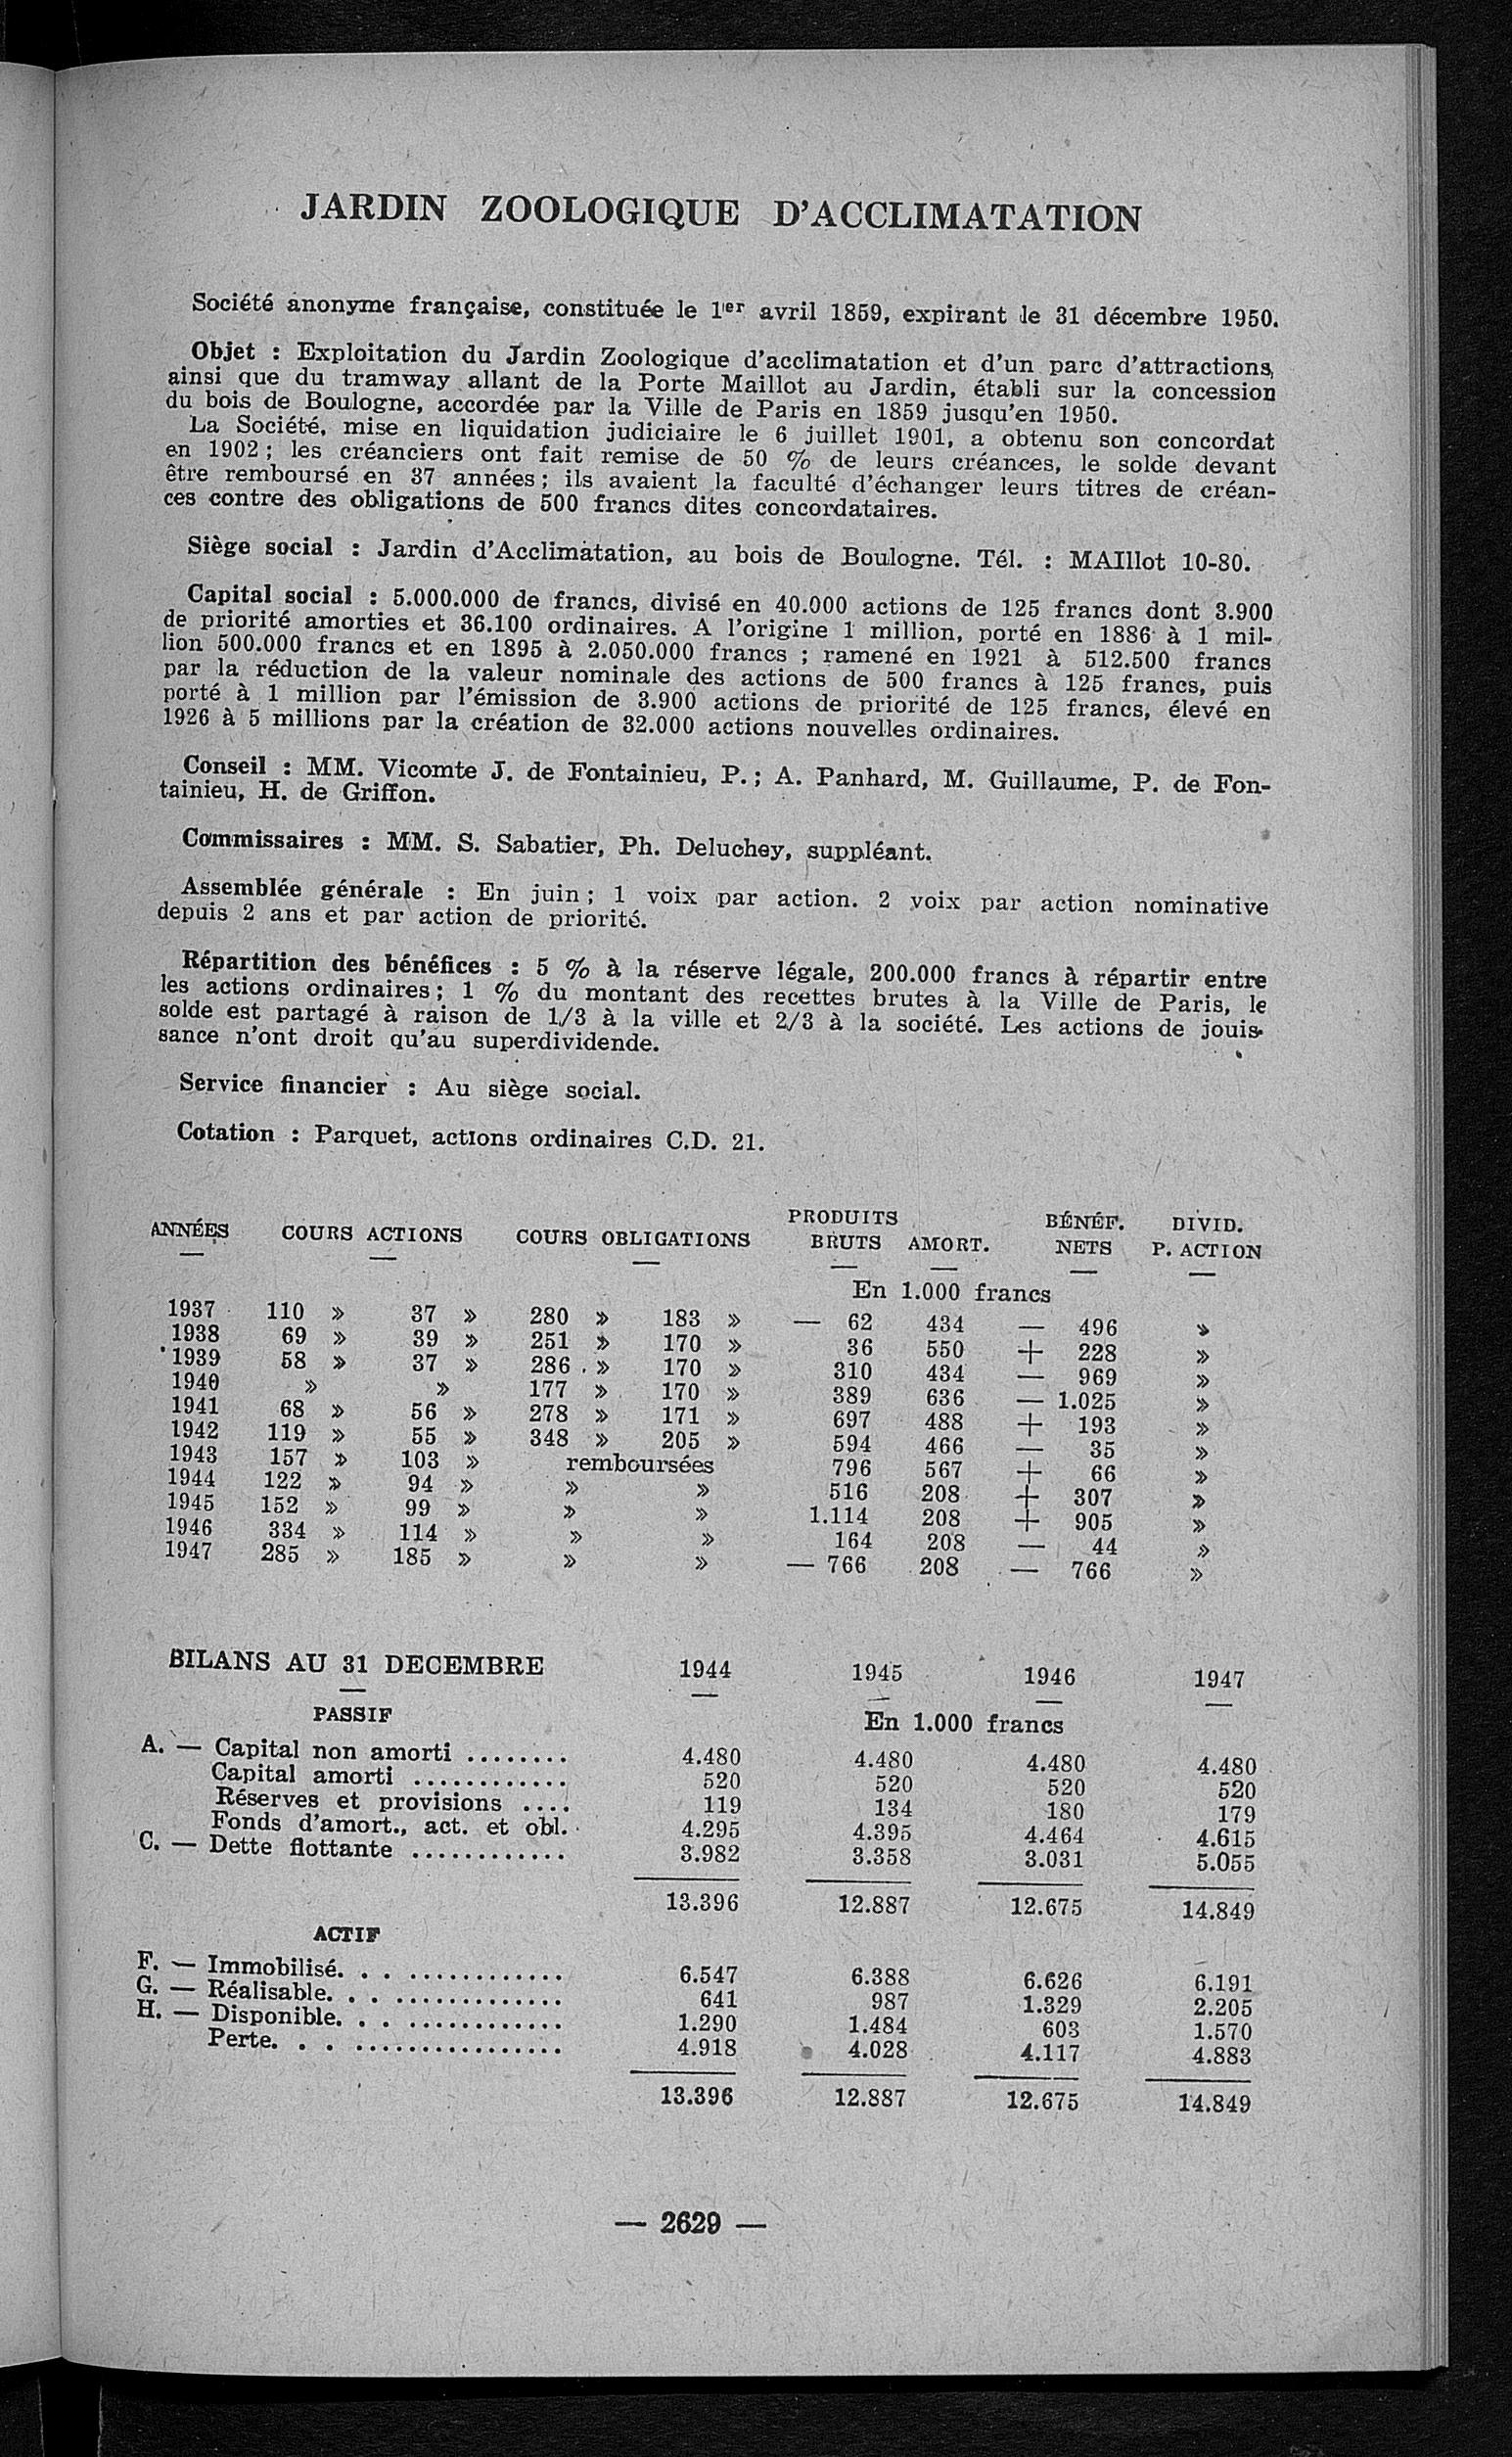 JARDIN ZOOLOGIQUE D'ACCLIMATATION
Société anonyme française, constituée le 1er avril 1859, expirant le 31 décembre 1950.
Objet : Exploitation du Jardin Zoologique d'acclimatation et d'un parc d'attractions,
ainsi que du tramway allant de la Porte Maillot au Jardin, établi sur la concession
du bois de Boulogne, accordée par la Ville de Paris en 1859 jusqu'en 1950.
La Société, mise en liquidation judiciaire le 6 juillet 1901, a obtenu son concordat
en 1902 ; les créanciers ont fait remise de 50 % de leurs créances, le solde devant
être remboursé en 37 années ; ils avaient la faculté d'échanger leurs titres de créan-
ces contre des obligations de 500 francs dites concordataires.
Siège social : Jardin d'Acclimatation, au bois de Boulogne. Tél. : MAIllot 10-80.
Capital social : 5.000.000 de francs, divisé en 40.000 actions de 125 francs dont 3.900
de priorité amorties et 36.100 ordinaires. A l'origine 1 million, porté en 1886 à 1 mil-
lion 500.000 francs et en 1895 à 2.050.000 francs ; ramené en 1921 à 512.500 francs
par la réduction de la valeur nominale des actions de 500 francs à 125 francs, puis
porté à 1 million par l'émission de 3.900 actions de priorité de 125 francs, élevé en
1926 à 5 millions par la création de 32.000 actions nouvelles ordinaires.
Conseil : MM. Vicomte J. de Fontainieu, P. ; A. Panhard, M. Guillaume, P. de Fon-
tainieu, H. de Griffon.
Commissaires : MM. S. Sabatier, Ph. Deluchey, suppléant.
Assemblée générale : En juin ; 1 voix par action. 2 voix par action nominative
depuis 2 ans et par action de priorité.
Répartition des bénéfices : 5 % à la réserve légale, 200.000 francs à répartir entre
les actions ordinaires ; 1 % du montant des recettes brutes à la Ville de Paris, le
solde est partagé à raison de 1/3 à la ville et 2/3 à la société. Les actions de jouis-
sance n'ont droit qu'au superdividende.
Service financier : Au siège social.
Cotation : Parquet, actions ordinaires C.D. 21.
ANNÉES COURS ACTIONS COURS OBLIGATIONS PRODUITS BRUTS AMORT. BÉNÉF. NETS DIVID. P. ACTION
En 1.000 francs
1937 110 » 37 » 280 » 183 » — 62 434 — 496 »
1938 69 » 39 » 251 » 170 » 36 550 + 228 »
1939 58 » 37 » 286 » 170 » 310 434 — 969 »
1940 » » 177 » 170 » 389 636 — 1.025 »
1941 68 » 56 » 278 » 171 » 697 488 + 193 »
1942 119 » 55 » 348 » 205 » 594 466 — 35 »
1943 157 » 103 » remboursées 796 567 + 66 »
1944 122 » 94 » » » 516 208 + 307 »
1945 152 » 99 » » » 1.114 208 + 905 »
1946 334 » 114 » » » 164 208 — 44 »
1947 285 » 185 » » » — 766 208 — 766 »
BILANS AU 31 DECEMBRE 1944 1945 1946 1947
PASSIF En 1.000 francs
A. — Capital non amorti ........ 4.480 4.480 4.480 4.480
Capital amorti ............ 520 520 520 520
Réserves et provisions .... 119 134 180 179
Fonds d'amort., act. et obl. 4.295 4.395 4.464 4.615
C. — Dette flottante ............ 3.982 3.358 3.031 5.055
13.396 12.887 12.675 14.849
ACTIF
F. — Immobilisé. . . ............ 6.547 6.388 6.626 6.191
G. — Réalisable. . . ............. 641 987 1.329 2.205
H. — Disponible. . . ............ 1.290 1.484 603 1.570
Perte. . . ................ 4.918 4.028 4.117 4.883
13.396 12.887 12.675 14.849
— 2629 —